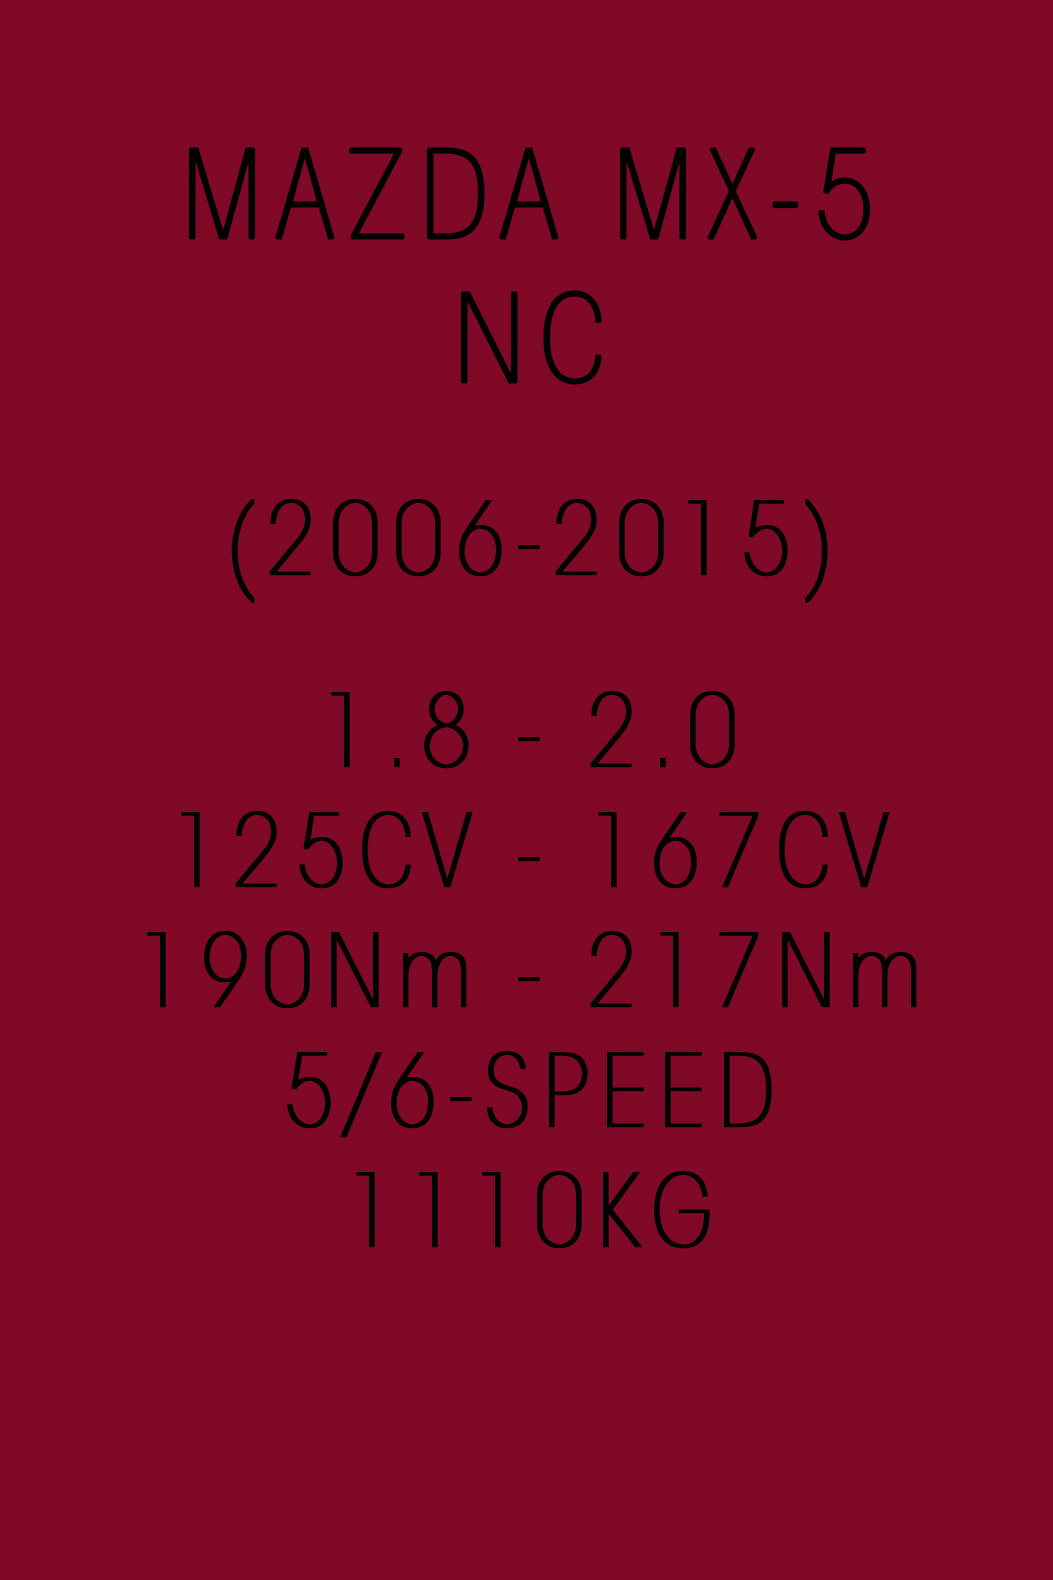 MAZDA MX-5
NC
(2006-2015)
1.8 - 2.0
125CV - 167CV
190Nm - 217Nm
5/6-SPEED
1110KG